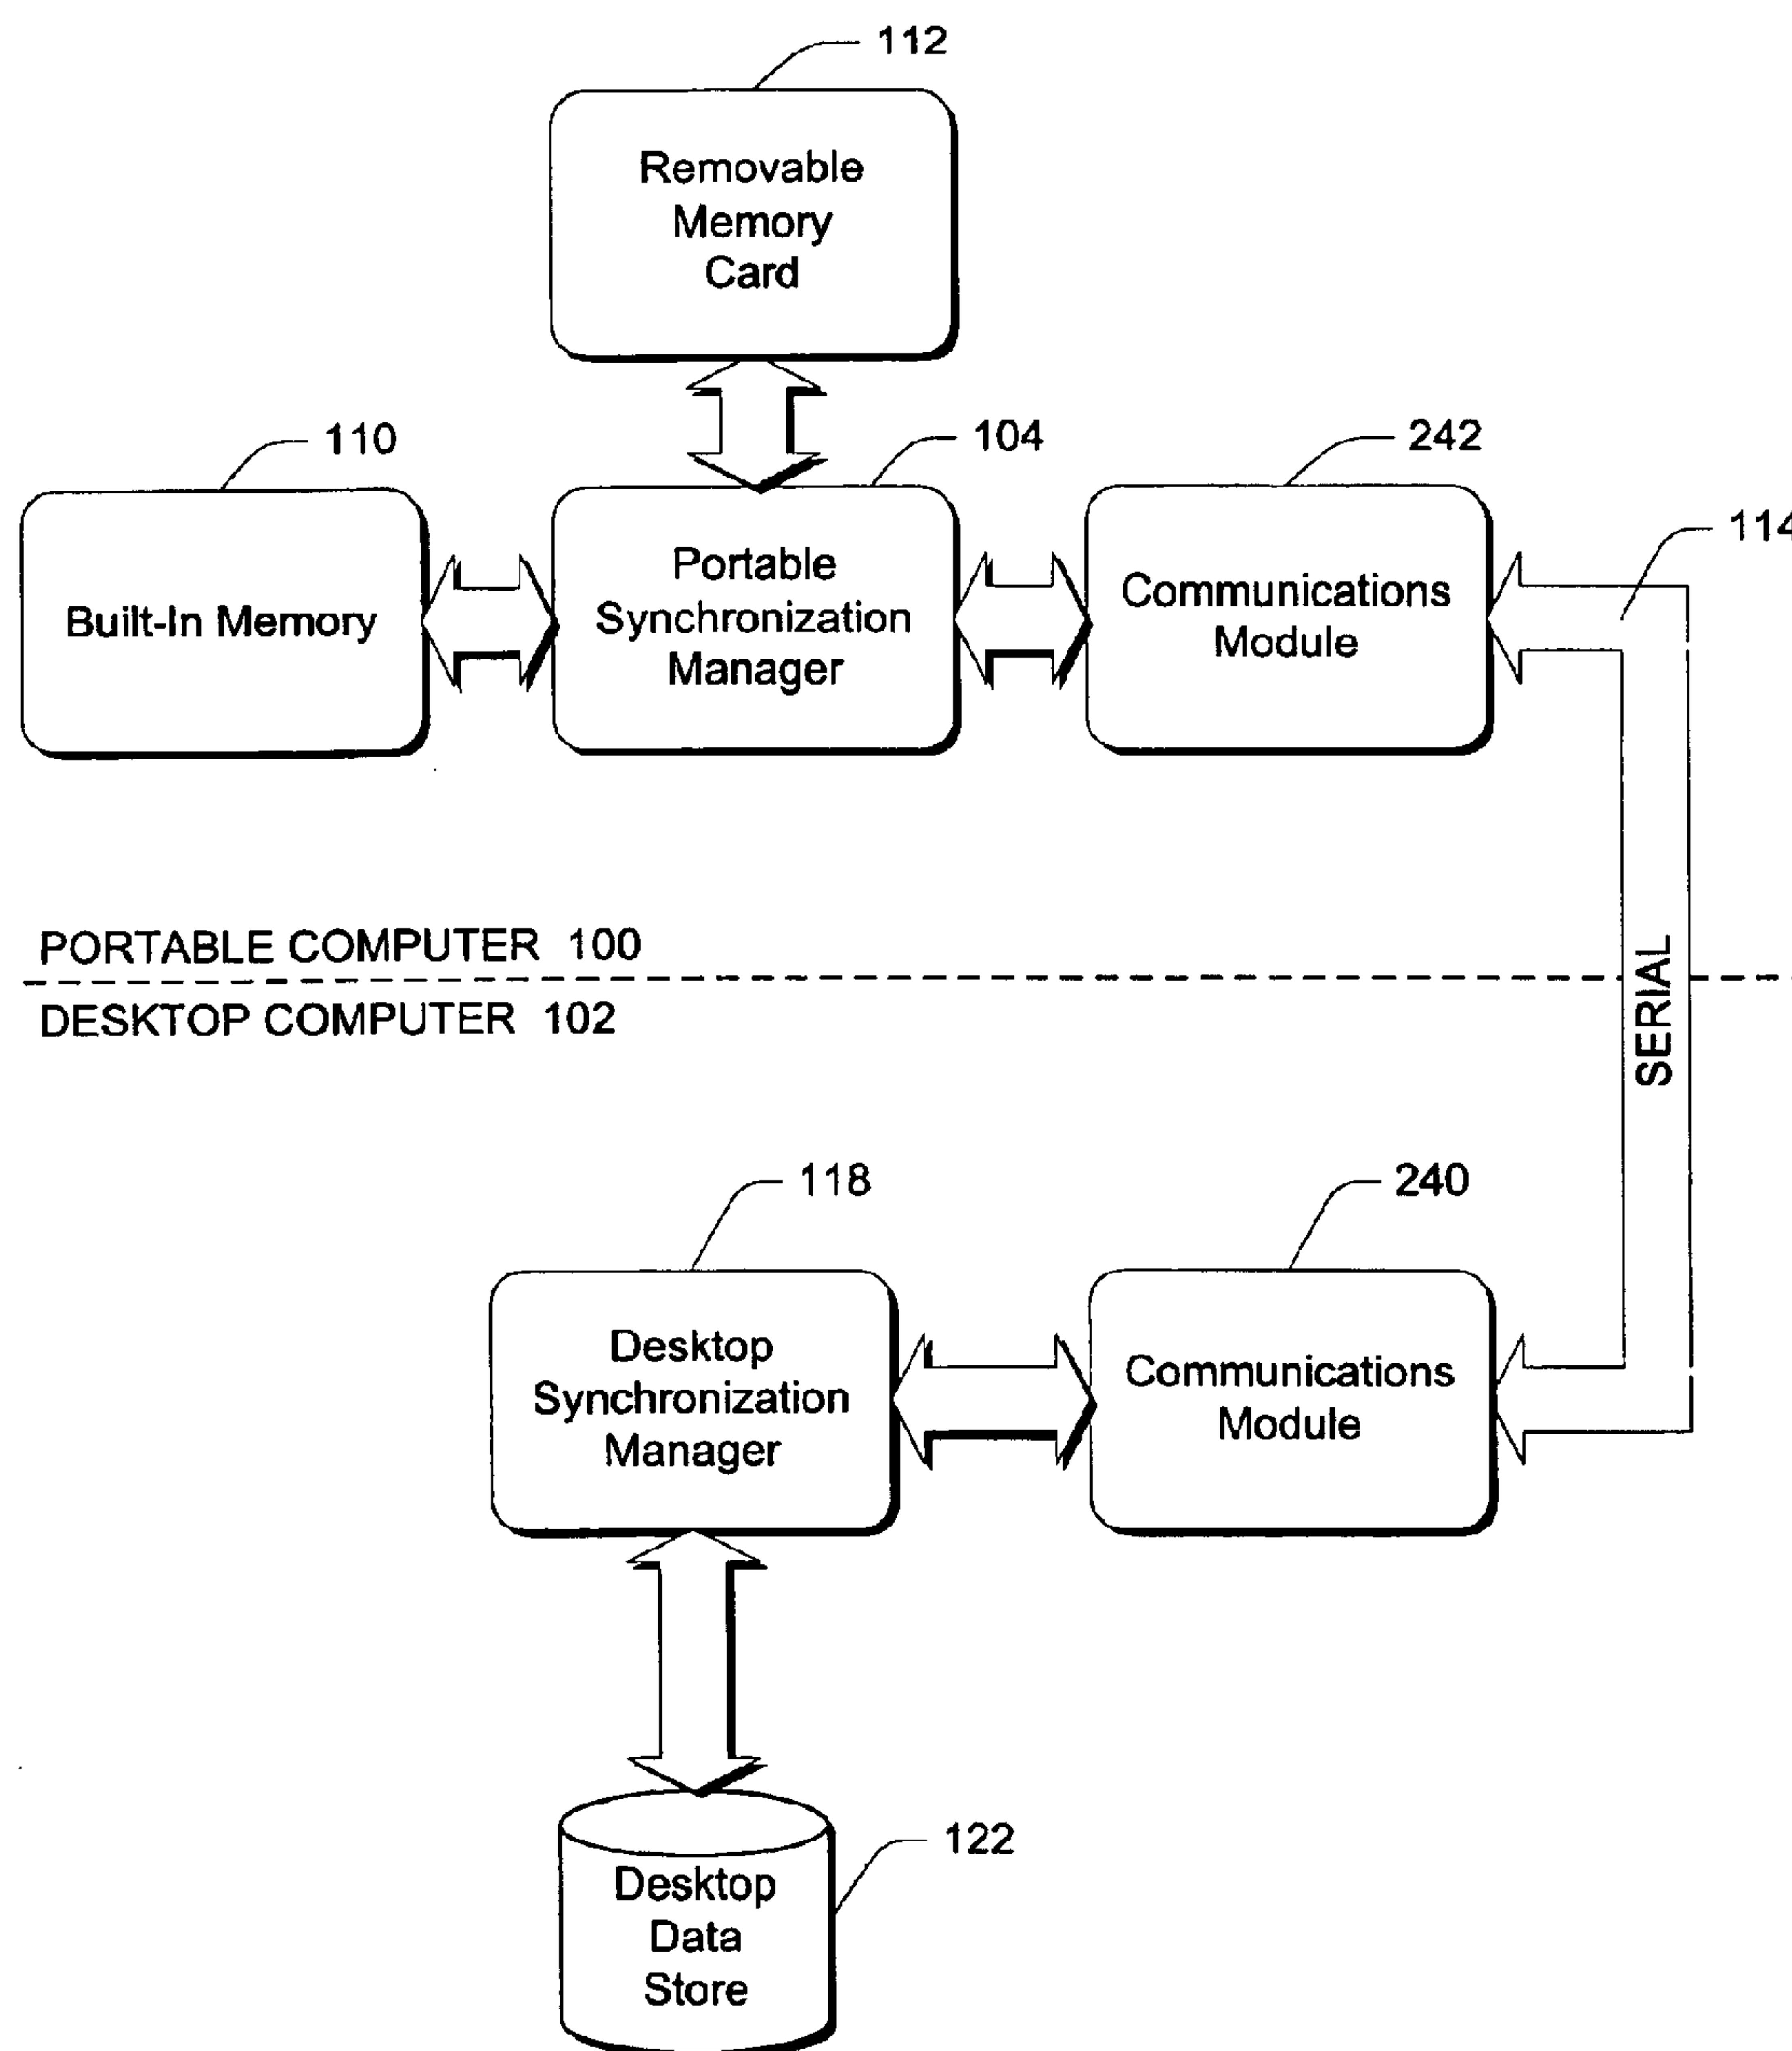 112
Removable
Memory
Card
110
104
242
114
Built-In Memory
Portable
Synchronization
Manager
Communications
Module
PORTABLE COMPUTER 100
DESKTOP COMPUTER 102
SERIAL
118
240
Desktop
Synchronization
Manager
Communications
Module
122
Desktop
Data
Store